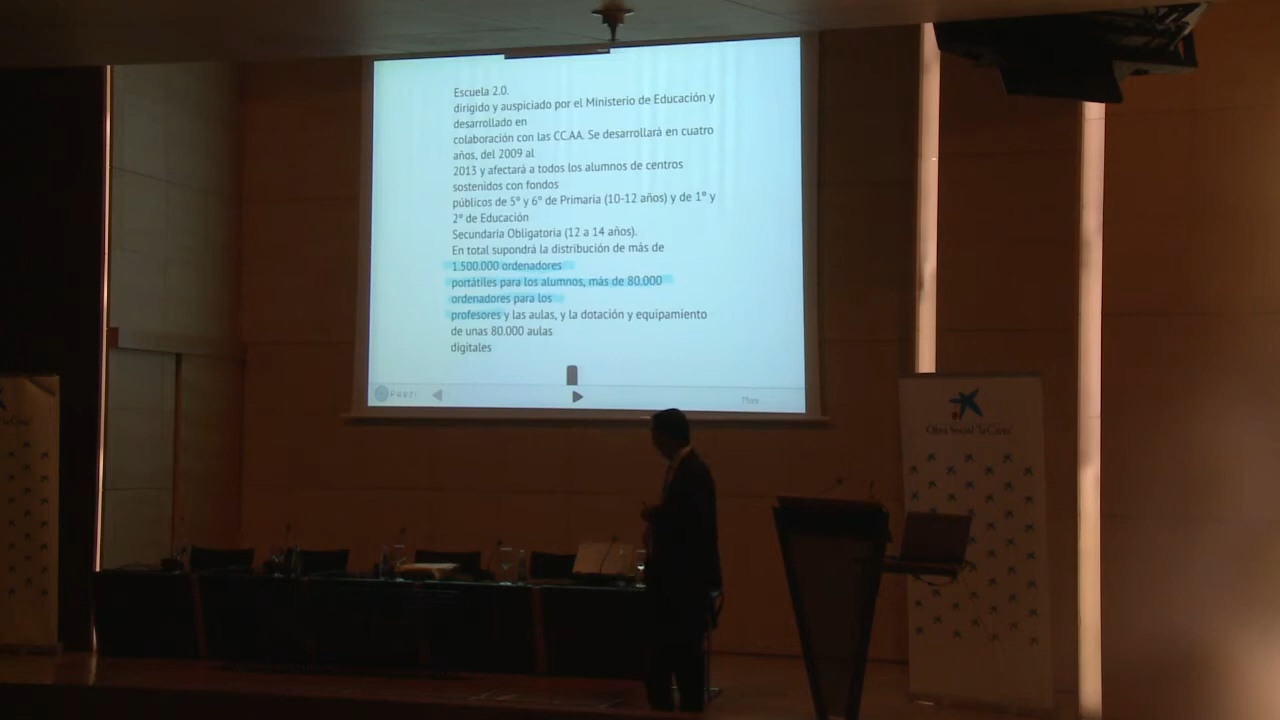 Escuela 2.0.
dirigido y auspiciado por el Ministerio de Educación y
desarrollado en
colaboración con las CC.AA. Se desarrollará en cuatro
años, del 2009 al
2013 y afectará a todos los alumnos de centros
sostenidos con fondos
públicos de 5º y 6º de Primaria (10-12 años) y de 1º y
2º de Educación
Secundaria Obligatoria (12 a 14 años).
En total supondrá la distribución de más de
1.500.000 ordenadores
portátiles para los alumnos, más de 80.000
ordenadores para los
profesores y las aulas, y la dotación y equipamiento
de unas 80.000 aulas
digitales
Prezi
More
Obra Social "la Caixa"